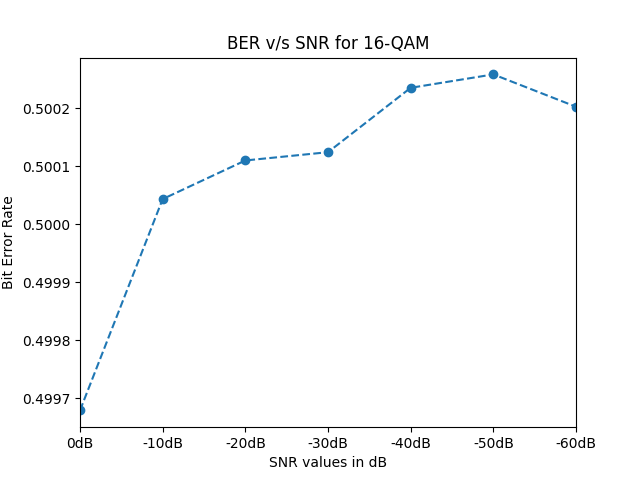 BER v/s SNR for 16-QAM
Bit Error Rate
0.5002
0.5001
0.5000
0.4999
0.4998
0.4997
0dB -10dB -20dB -30dB -40dB -50dB -60dB
SNR values in dB